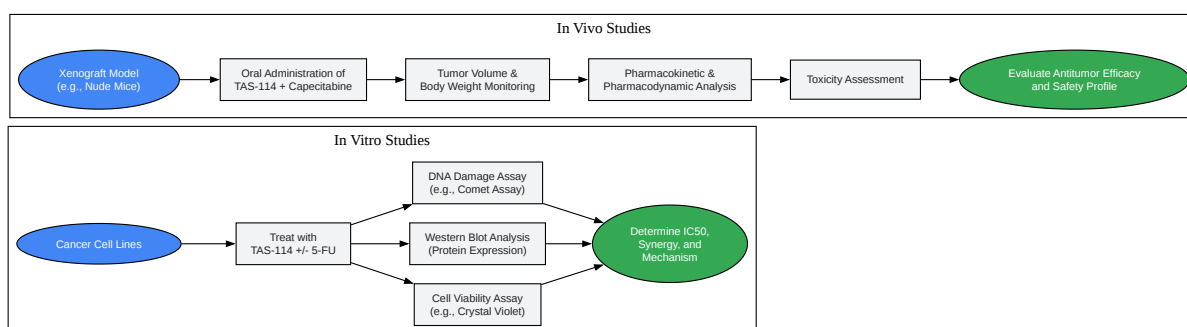 In Vivo Studies
Xenograft Model
(e.g., Nude Mice)
Oral Administration of
TAS-114 + Capecitabine
Tumor Volume &
Body Weight Monitoring
Pharmacokinetic &
Pharmacodynamic Analysis
Toxicity Assessment
Evaluate Antitumor Efficacy
and Safety Profile
In Vitro Studies
Cancer Cell Lines
Treat with
TAS-114 +/- 5-FU
DNA Damage Assay
(e.g., Comet Assay)
Western Blot Analysis
(Protein Expression)
Cell Viability Assay
(e.g., Crystal Violet)
Determine IC50,
Synergy, and
Mechanism